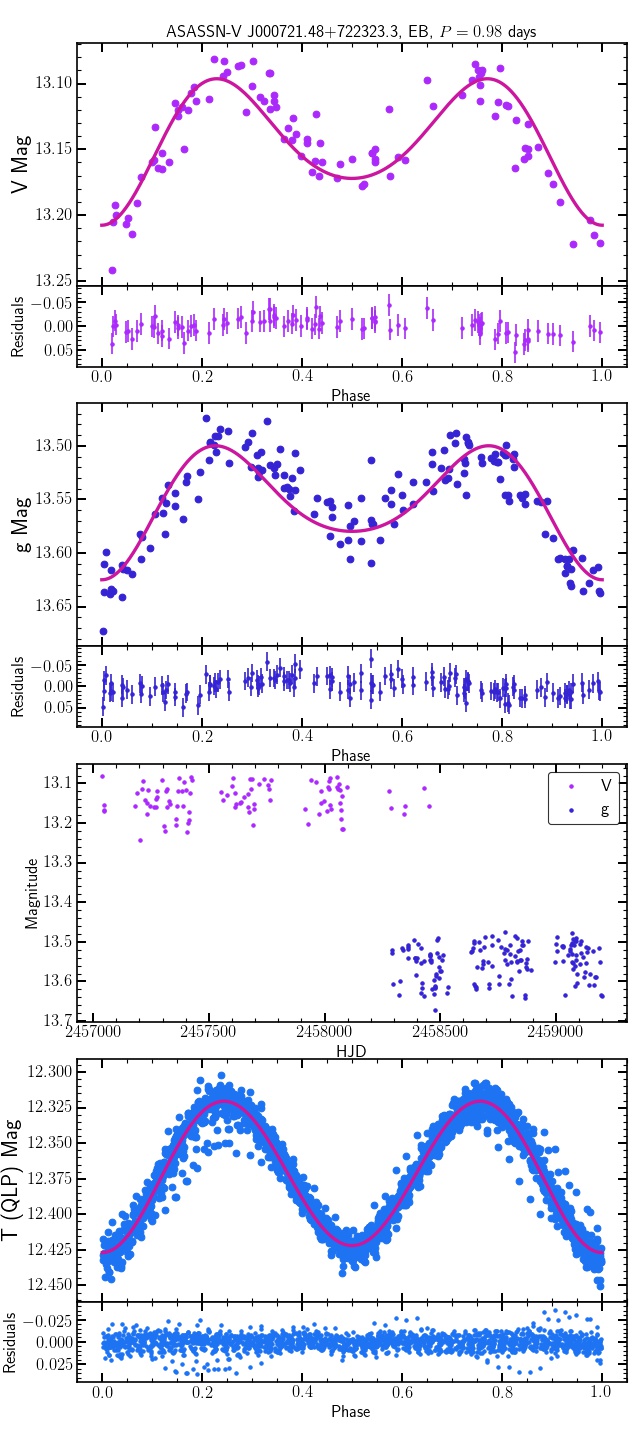 ASASSN-V J000721.48+722323.3, EB, P = 0.98 days
V Mag
13.10
13.15
13.20
13.25
Residuals
−0.05
0.00
0.05
0.0 0.2 0.4 0.6 0.8 1.0
Phase
g Mag
13.50
13.55
13.60
13.65
Residuals
−0.05
0.00
0.05
0.0 0.2 0.4 0.6 0.8 1.0
Phase
Magnitude
13.1
13.2
13.3
13.4
13.5
13.6
13.7
V
g
2457000 2457500 2458000 2458500 2459000
HJD
T (QLP) Mag
12.300
12.325
12.350
12.375
12.400
12.425
12.450
Residuals
−0.025
0.000
0.025
0.0 0.2 0.4 0.6 0.8 1.0
Phase